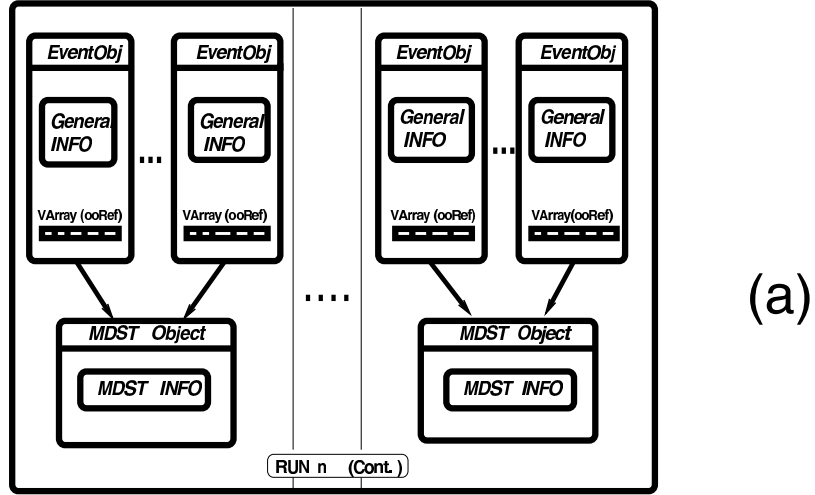 EventObj EventObj EventObj EventObj
General General General General
INFO INFO INFO INFO
... ...
VArray (ooRef) VArray (ooRef) VArray (ooRef) VArray(ooRef)
....
(a)
MDST Object MDST Object
MDST INFO MDST INFO
RUN n (Cont.)